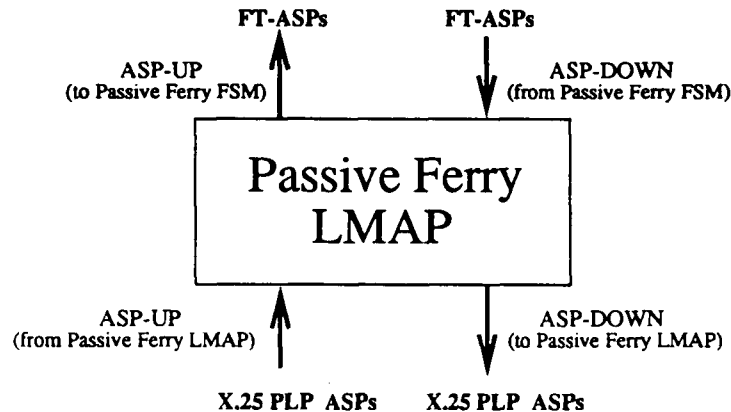 FT-ASPs FT-ASPs
ASP-UP
(to Passive Ferry FSM)
ASP-DOWN
(from Passive Ferry FSM)
Passive Ferry
LMAP
ASP-UP
(from Passive Ferry LMAP)
ASP-DOWN
(to Passive Ferry LMAP)
X.25 PLP ASPs X.25 PLP ASPs